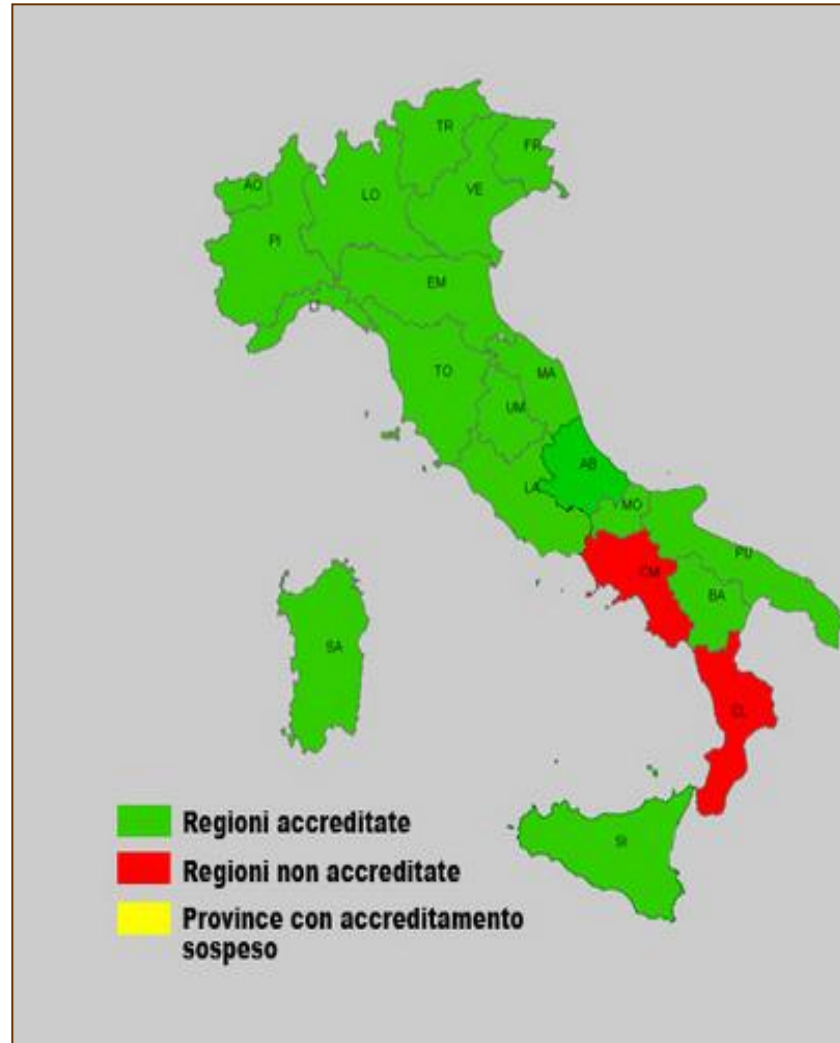 TR
FR
AO
LO
VE
PI
EM
LI
TO
MA
UM
AB
LA
MO
PU
CM
BA
SA
CL
SI
Regioni accreditate
Regioni non accreditate
Province con accreditamento
sospeso